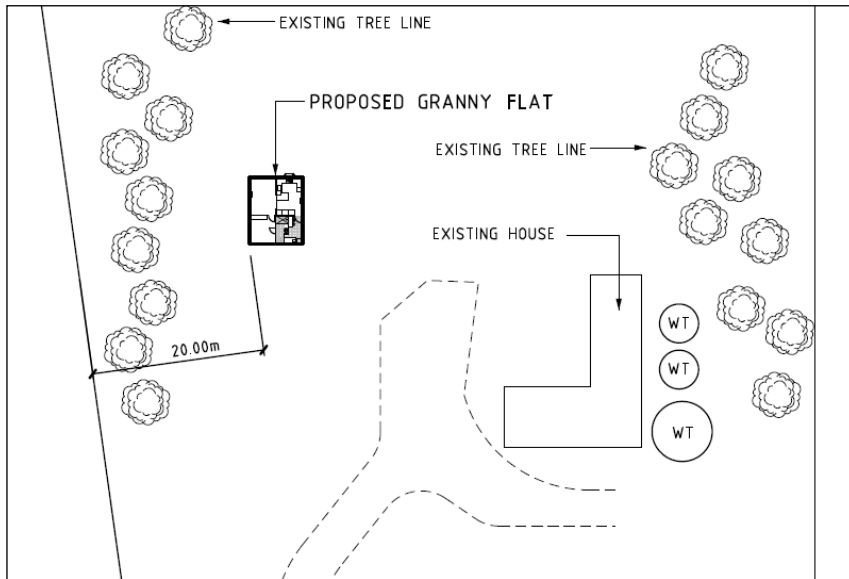 EXISTING TREE LINE
PROPOSED GRANNY FLAT
EXISTING TREE LINE
EXISTING HOUSE
WT
20.00m
WT
WT